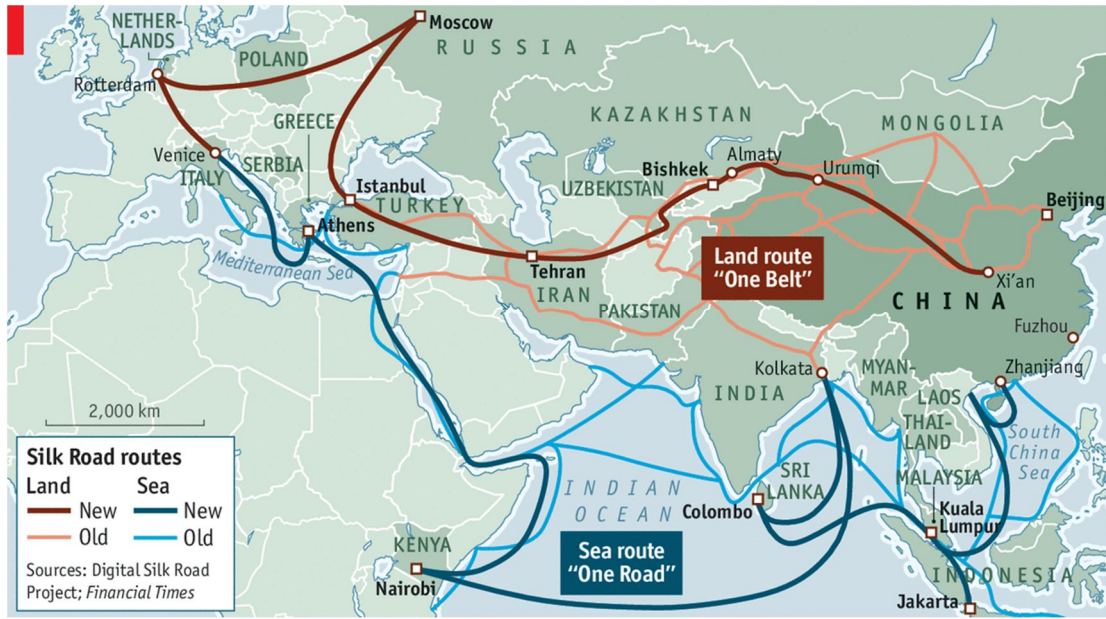 NETHER-
LANDS
Moscow
RUSSIA
POLAND
Rotterdam
KAZAKHSTAN
MONGOLIA
GREECE
Venice
ITALY
SERBIA
Almaty
Bishkek
Urumqi
Istanbul
UZBEKISTAN
TURKEY
Beijing
Athens
Land route
"One Belt"
Mediterranean Sea
Tehran
IRAN
Xi'an
CHINA
PAKISTAN
Fuzhou
Kolkata
MYAN-
MAR
Zhanjiang
INDIA
LAOS
2,000 km
THAI-
LAND
South
China
Sea
Silk Road routes
Land
Sea
New
New
Old
Old
Sources: Digital Silk Road
Project; Financial Times
SRI
LANKA
MALAYSIA
INDIAN
OCEAN
Colombo
Kuala
Lumpur
KENYA
Sea route
"One Road"
Nairobi
INDONESIA
Jakarta